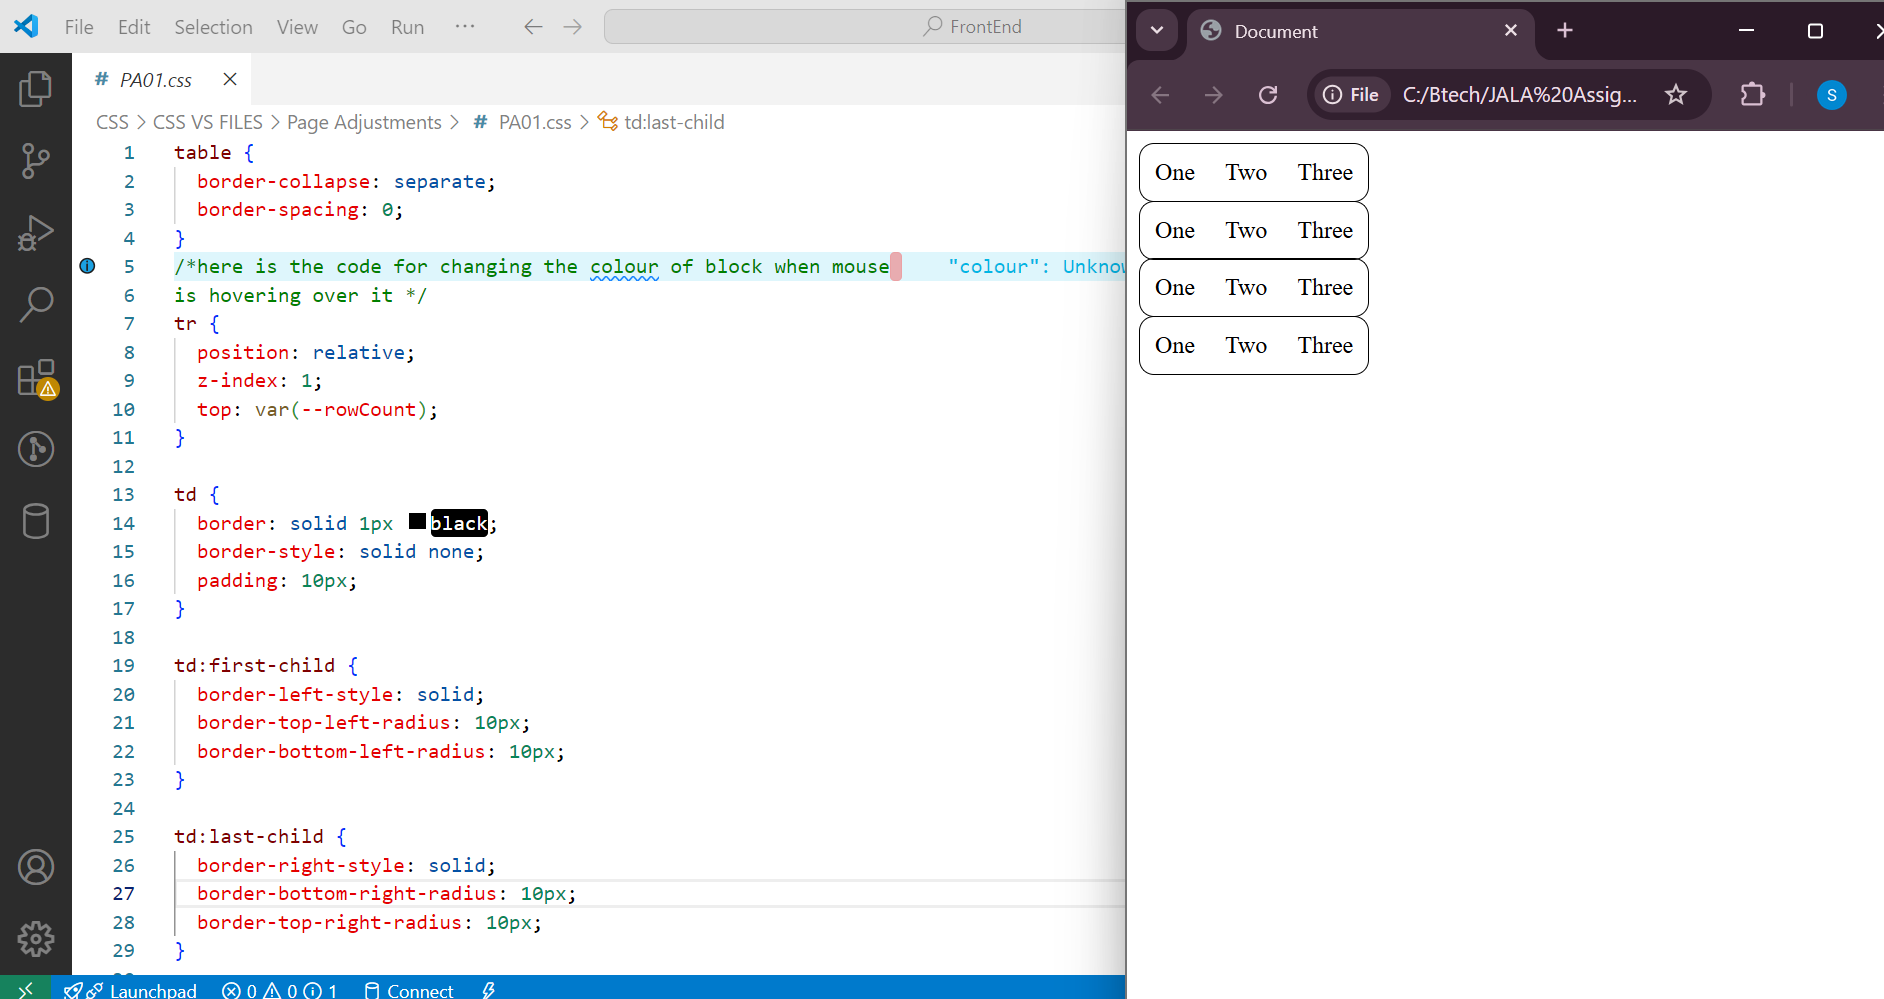 File Edit Selection View Go Run ··· FrontEnd
# PA01.css
CSS > CSS VS FILES > Page Adjustments > # PA01.css > td:last-child
1 table {
2 border-collapse: separate;
3 border-spacing: 0;
4 }
5 /*here is the code for changing the colour of block when mouse "colour": Unknow
6 is hovering over it */
7 tr {
8 position: relative;
9 z-index: 1;
10 top: var(--rowCount);
11 }
12
13 td {
14 border: solid 1px black;
15 border-style: solid none;
16 padding: 10px;
17 }
18
19 td:first-child {
20 border-left-style: solid;
21 border-top-left-radius: 10px;
22 border-bottom-left-radius: 10px;
23 }
24
25 td:last-child {
26 border-right-style: solid;
27 border-bottom-right-radius: 10px;
28 border-top-right-radius: 10px;
29 }
Launchpad 0 0 1 Connect
Document
File C:/Btech/JALA%20Assig... S
One Two Three
One Two Three
One Two Three
One Two Three